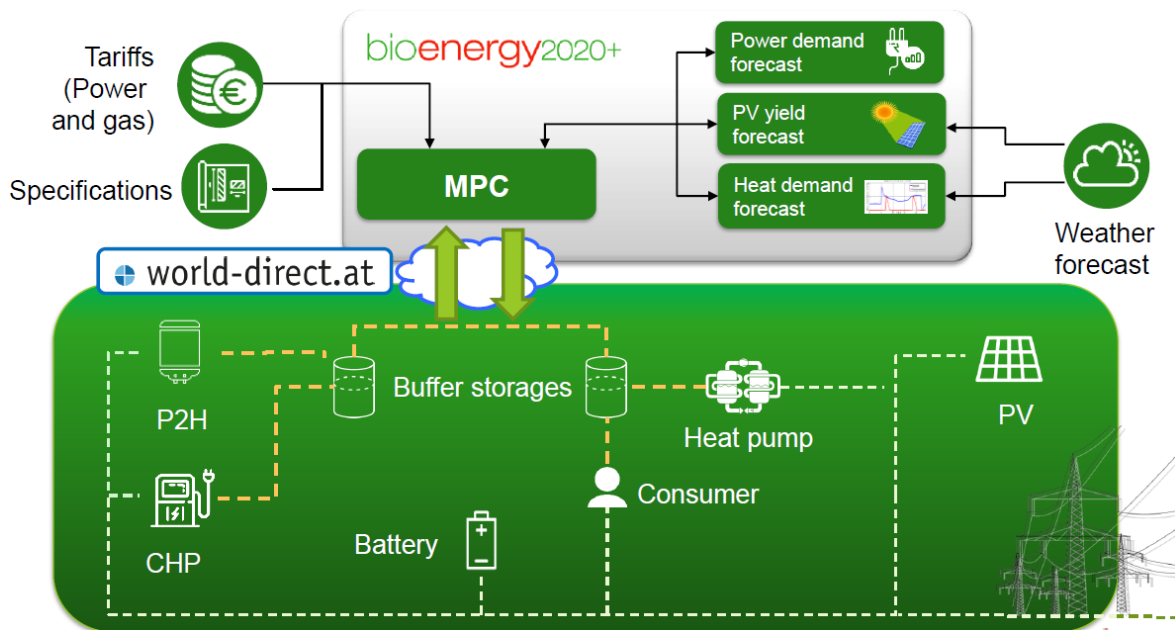 Tariffs
(Power
and gas)
Specifications
bioenergy2020+
MPC
Power demand
forecast
PV yield
forecast
Heat demand
forecast
Weather
forecast
world-direct.at
P2H
Buffer storages
Heat pump
PV
CHP
Battery
Consumer